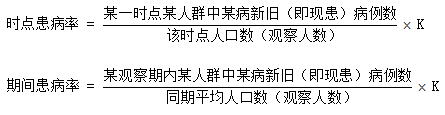 时点患病率 = 某一时点某人群中某病新旧（即现患）病例数 / 该时点人口数（观察人数） × K
期间患病率 = 某观察期内某人群中某病新旧（即现患）病例数 / 同期平均人口数（观察人数） × K